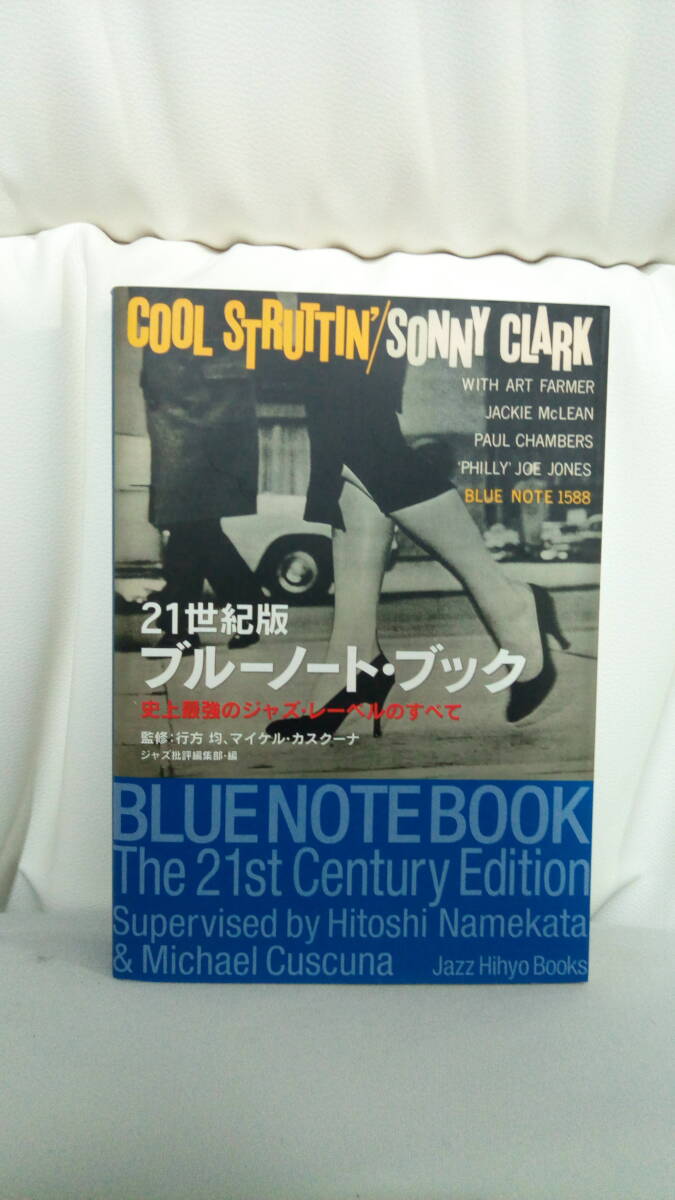 COOL STRUTTIN'/SONNY CLARK
WITH ART FARMER
JACKIE McLEAN
PAUL CHAMBERS
'PHILLY' JOE JONES
BLUE NOTE 1588
21世紀版
ブルーノート・ブック
史上最強のジャズ・レーベルのすべて
監修:行方 均、マイケル・カスクーナ
ジャズ批評編集部・編
BLUE NOTE BOOK
The 21st Century Edition
Supervised by Hitoshi Namekata
& Michael Cuscuna Jazz Hihyo Books